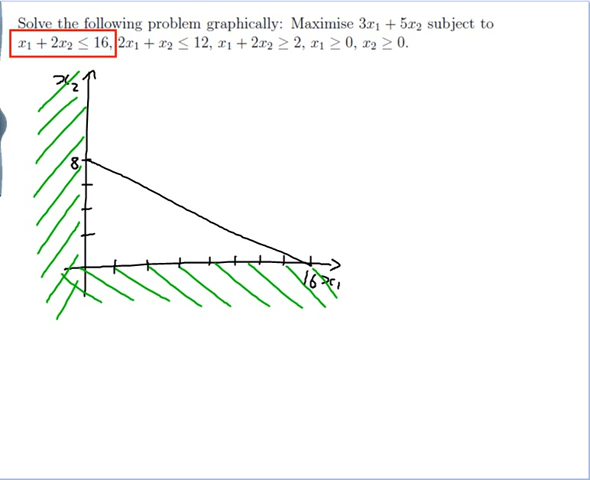 Solve the following problem graphically: Maximise 3x₁ + 5x₂ subject to
x₁ + 2x₂ ≤ 16, 2x₁ + x₂ ≤ 12, x₁ + 2x₂ ≥ 2, x₁ ≥ 0, x₂ ≥ 0.
x₂
8
16 x₁